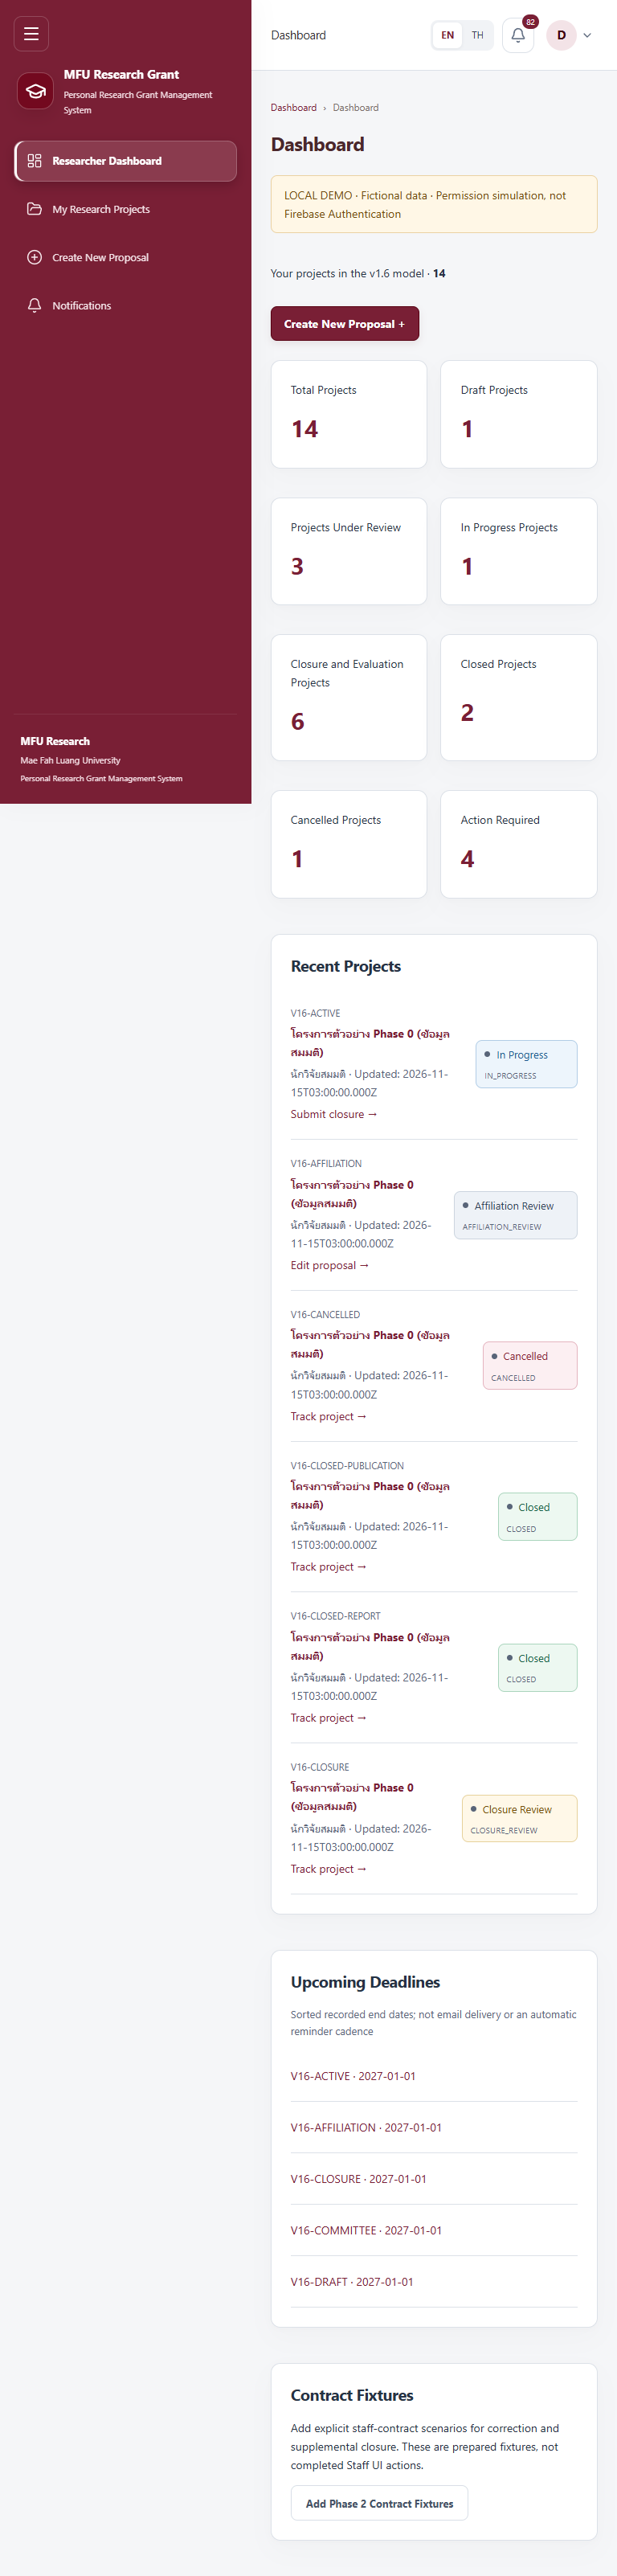 MFU Research Grant
Personal Research Grant Management
System
Researcher Dashboard
My Research Projects
Create New Proposal
Notifications
MFU Research
Mae Fah Luang University
Personal Research Grant Management System
Dashboard
EN
TH
82
D
Dashboard › Dashboard
Dashboard
LOCAL DEMO · Fictional data · Permission simulation, not
Firebase Authentication
Your projects in the v1.6 model · 14
Create New Proposal +
Total Projects
14
Draft Projects
1
Projects Under Review
3
In Progress Projects
1
Closure and Evaluation
Projects
6
Closed Projects
2
Cancelled Projects
1
Action Required
4
Recent Projects
V16-ACTIVE
โครงการตัวอย่าง Phase 0 (ข้อมูล
สมมติ)
นักวิจัยสมมติ · Updated: 2026-11-
15T03:00:00.000Z
Submit closure →
In Progress
IN_PROGRESS
V16-AFFILIATION
โครงการตัวอย่าง Phase 0
(ข้อมูลสมมติ)
นักวิจัยสมมติ · Updated: 2026-
11-15T03:00:00.000Z
Edit proposal →
Affiliation Review
AFFILIATION_REVIEW
V16-CANCELLED
โครงการตัวอย่าง Phase 0 (ข้อมูล
สมมติ)
นักวิจัยสมมติ · Updated: 2026-11-
15T03:00:00.000Z
Track project →
Cancelled
CANCELLED
V16-CLOSED-PUBLICATION
โครงการตัวอย่าง Phase 0 (ข้อมูล
สมมติ)
นักวิจัยสมมติ · Updated: 2026-11-
15T03:00:00.000Z
Track project →
Closed
CLOSED
V16-CLOSED-REPORT
โครงการตัวอย่าง Phase 0 (ข้อมูล
สมมติ)
นักวิจัยสมมติ · Updated: 2026-11-
15T03:00:00.000Z
Track project →
Closed
CLOSED
V16-CLOSURE
โครงการตัวอย่าง Phase 0
(ข้อมูลสมมติ)
นักวิจัยสมมติ · Updated: 2026-
11-15T03:00:00.000Z
Track project →
Closure Review
CLOSURE_REVIEW
Upcoming Deadlines
Sorted recorded end dates; not email delivery or an automatic
reminder cadence
V16-ACTIVE · 2027-01-01
V16-AFFILIATION · 2027-01-01
V16-CLOSURE · 2027-01-01
V16-COMMITTEE · 2027-01-01
V16-DRAFT · 2027-01-01
Contract Fixtures
Add explicit staff-contract scenarios for correction and
supplemental closure. These are prepared fixtures, not
completed Staff UI actions.
Add Phase 2 Contract Fixtures